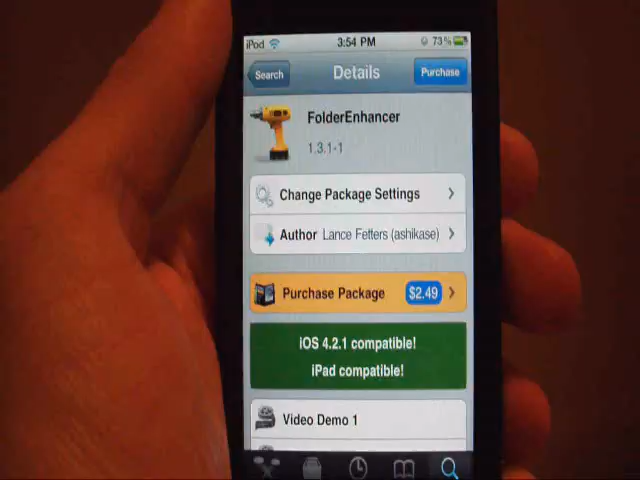 iPod 3:54 PM 73%
Search Details Purchase
FolderEnhancer
1.3.1-1
Change Package Settings
Author Lance Fetters (ashikase)
Purchase Package $2.49
iOS 4.2.1 compatible!
iPad compatible!
Video Demo 1